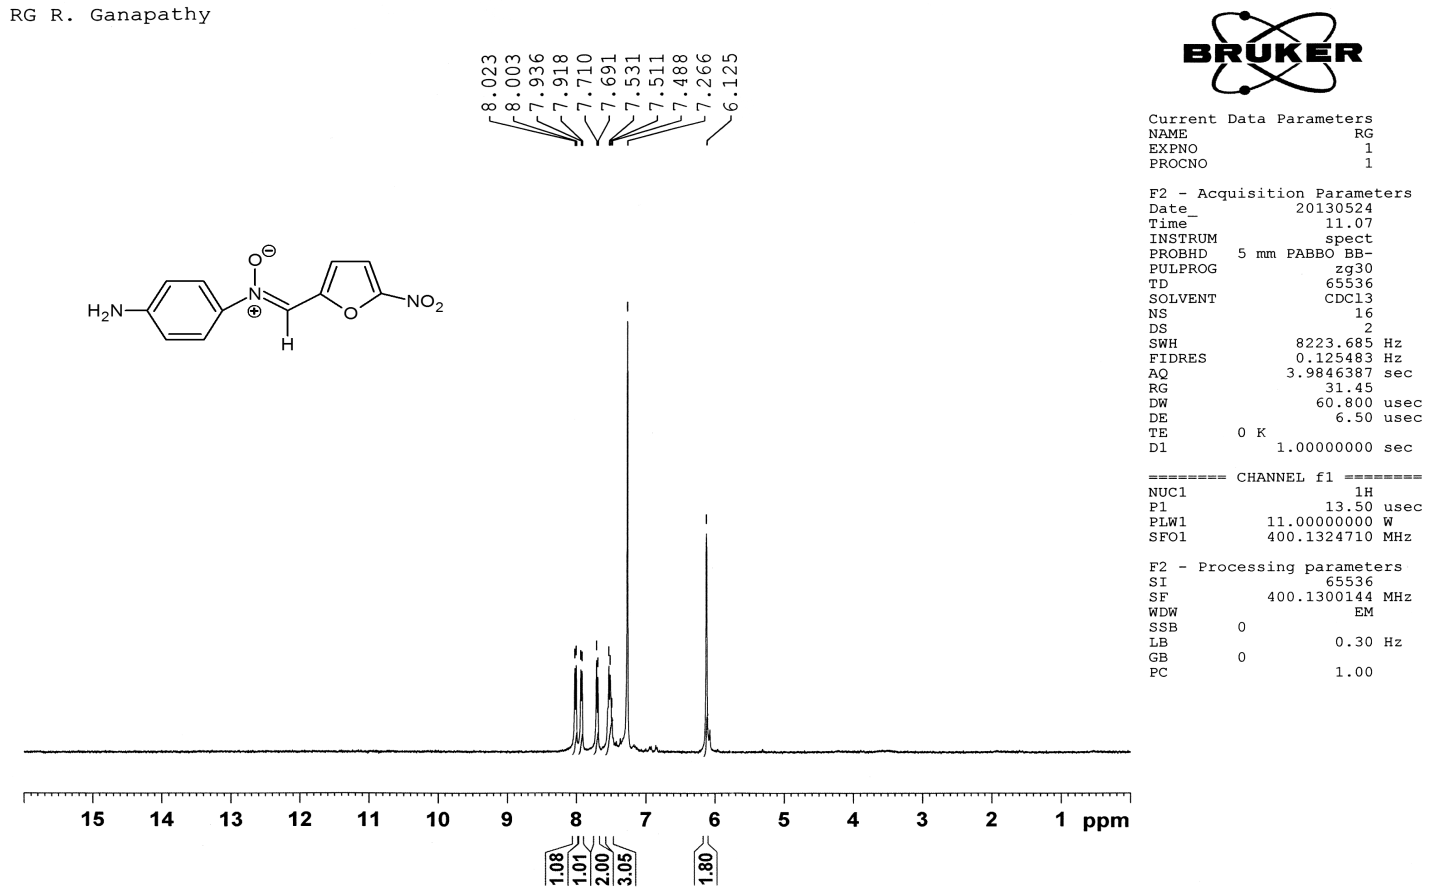 RG R. Ganapathy
BRUKER
8.023
8.003
7.936
7.918
7.710
7.691
7.531
7.511
7.488
7.266
6.125
Current Data Parameters
NAME RG
EXPNO 1
PROCNO 1
F2 - Acquisition Parameters
Date_ 20130524
Time 11.07
INSTRUM spect
PROBHD 5 mm PABBO BB-
PULPROG zg30
TD 65536
SOLVENT CDCl3
NS 16
DS 2
SWH 8223.685 Hz
FIDRES 0.125483 Hz
AQ 3.9846387 sec
RG 31.45
DW 60.800 usec
DE 6.50 usec
TE 0 K
D1 1.00000000 sec
======== CHANNEL f1 ========
NUC1 1H
P1 13.50 usec
PLW1 11.00000000 W
SFO1 400.1324710 MHz
F2 - Processing parameters
SI 65536
SF 400.1300144 MHz
WDW EM
SSB 0
LB 0.30 Hz
GB 0
PC 1.00
O⊖
H₂N
N
⊕
H
O
NO₂
15 14 13 12 11 10 9 8 7 6 5 4 3 2 1 ppm
1.08
1.01
2.00
3.05
1.80